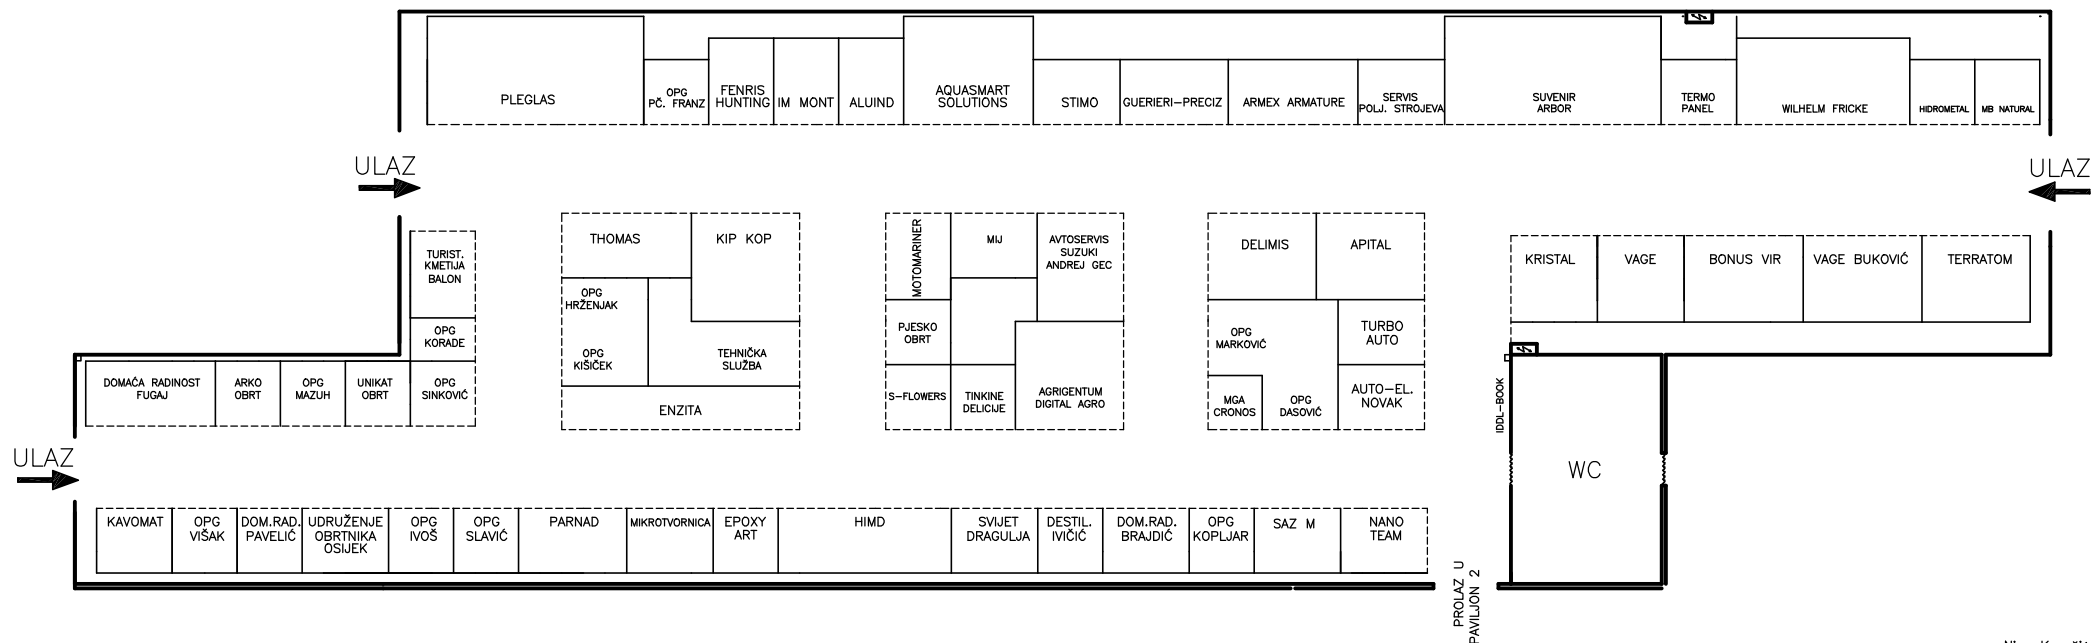 PLEGLAS
OPG
PČ. FRANZ
FENRIS
HUNTING
IM MONT
ALUIND
AQUASMART
SOLUTIONS
STIMO
GUERIERI-PRECIZ
ARMEX ARMATURE
SERVIS
POLJ. STROJEVA
SUVENIR
ARBOR
TERMO
PANEL
WILHELM FRICKE
HIDROMETAL
MB NATURAL
ULAZ
ULAZ
TURIST.
KMETIJA
BALON
OPG
KORADE
THOMAS
KIP KOP
OPG
HRŽENJAK
OPG
KIŠIČEK
TEHNIČKA
SLUŽBA
ENZITA
MOTOMARINER
MIJ
AVTOSERVIS
SUZUKI
ANDREJ GEC
PJESKO
OBRT
S-FLOWERS
TINKINE
DELICIJE
AGRIGENTUM
DIGITAL AGRO
DELIMIS
APITAL
OPG
MARKOVIĆ
TURBO
AUTO
MGA
CRONOS
OPG
DASOVIĆ
AUTO-EL.
NOVAK
KRISTAL
VAGE
BONUS VIR
VAGE BUKOVIĆ
TERRATOM
DOMAĆA RADINOST
FUGAJ
ARKO
OBRT
OPG
MAZUH
UNIKAT
OBRT
OPG
SINKOVIĆ
IDDL-BOOK
WC
ULAZ
KAVOMAT
OPG
VIŠAK
DOM.RAD.
PAVELIĆ
UDRUŽENJE
OBRTNIKA
OSIJEK
OPG
IVOŠ
OPG
SLAVIĆ
PARNAD
MIKROTVORNICA
EPOXY
ART
HIMD
SVIJET
DRAGULJA
DESTIL.
IVIČIĆ
DOM.RAD.
BRAJDIĆ
OPG
KOPLJAR
SAZ M
NANO
TEAM
PROLAZ U
PAVILJON 2